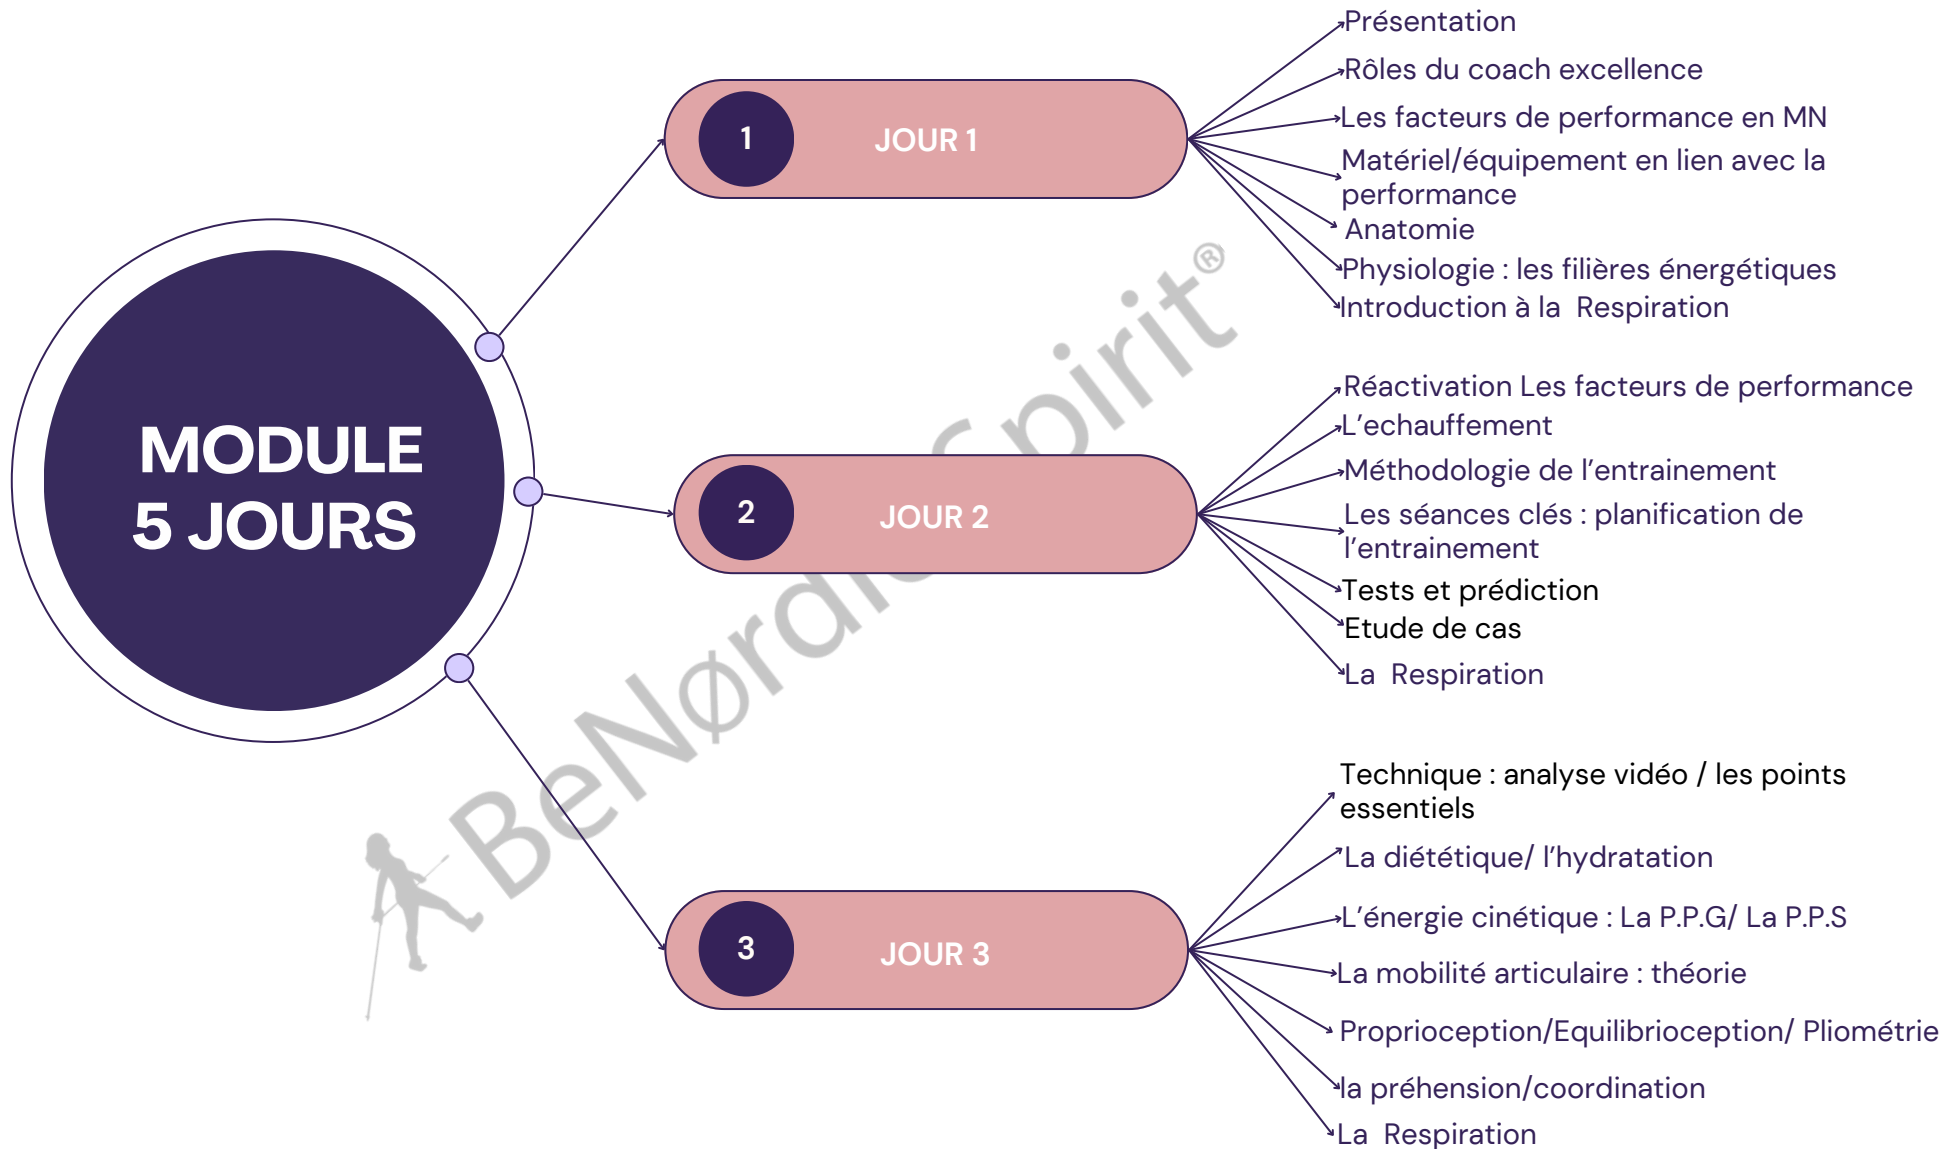 MODULE
5 JOURS
1
JOUR 1
Présentation
Rôles du coach excellence
Les facteurs de performance en MN
Matériel/équipement en lien avec la
performance
Anatomie
Physiologie : les filières énergétiques
Introduction à la  Respiration
2
JOUR 2
Réactivation Les facteurs de performance
L’echauffement
Méthodologie de l’entrainement
Les séances clés : planification de
l’entrainement
Tests et prédiction
Etude de cas
La  Respiration
3
JOUR 3
Technique : analyse vidéo / les points
essentiels
La diététique/ l’hydratation
L’énergie cinétique : La P.P.G/ La P.P.S
La mobilité articulaire : théorie
Proprioception/Equilibrioception/ Pliométrie
la préhension/coordination
La  Respiration
BeNørdicSpirit®